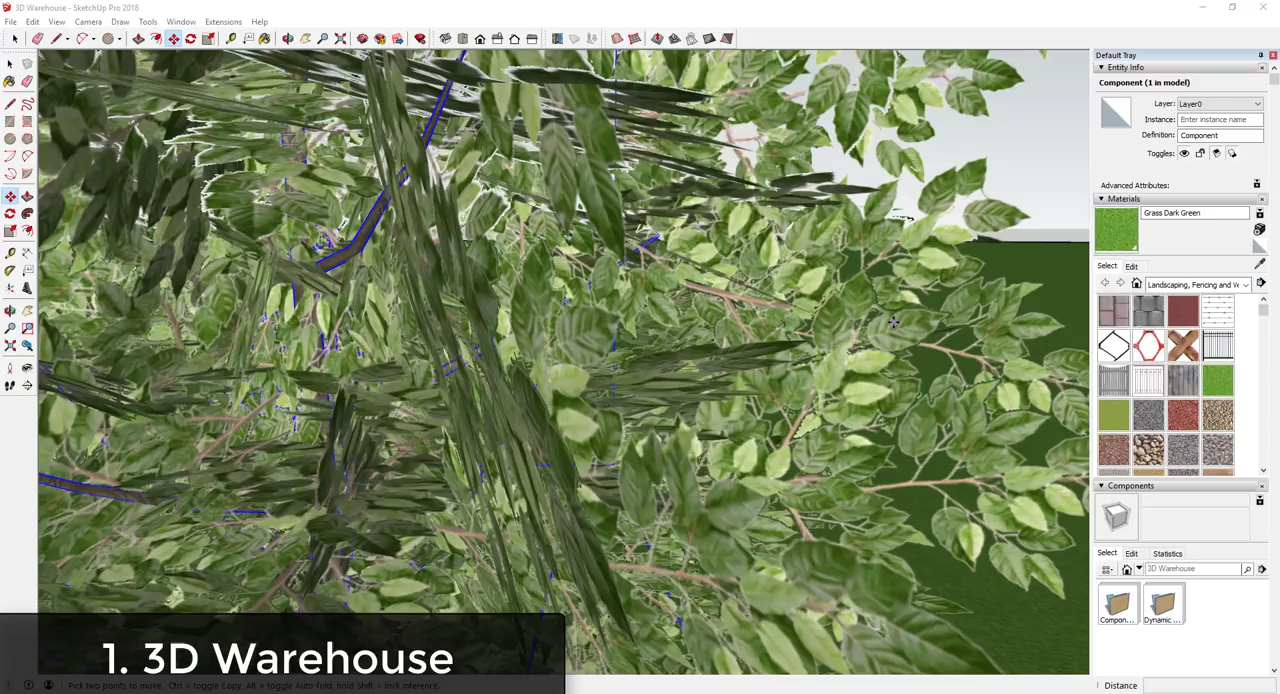 3D Warehouse - SketchUp Pro 2018
File Edit View Camera Draw Tools Window Extensions Help
Default Tray
Entity Info
Component (1 in model)
Layer: Layer0
Instance: Enter instance name
Definition: Component
Toggles:
Advanced Attributes:
Materials
Grass Dark Green
Select Edit
Landscaping, Fencing and Ve
Components
Select Edit Statistics
3D Warehouse
Compon... Dynamic ...
1. 3D Warehouse
Pick two points to move. Ctrl = toggle Copy, Alt = toggle Auto fold, hold Shift = lock inference.
Distance